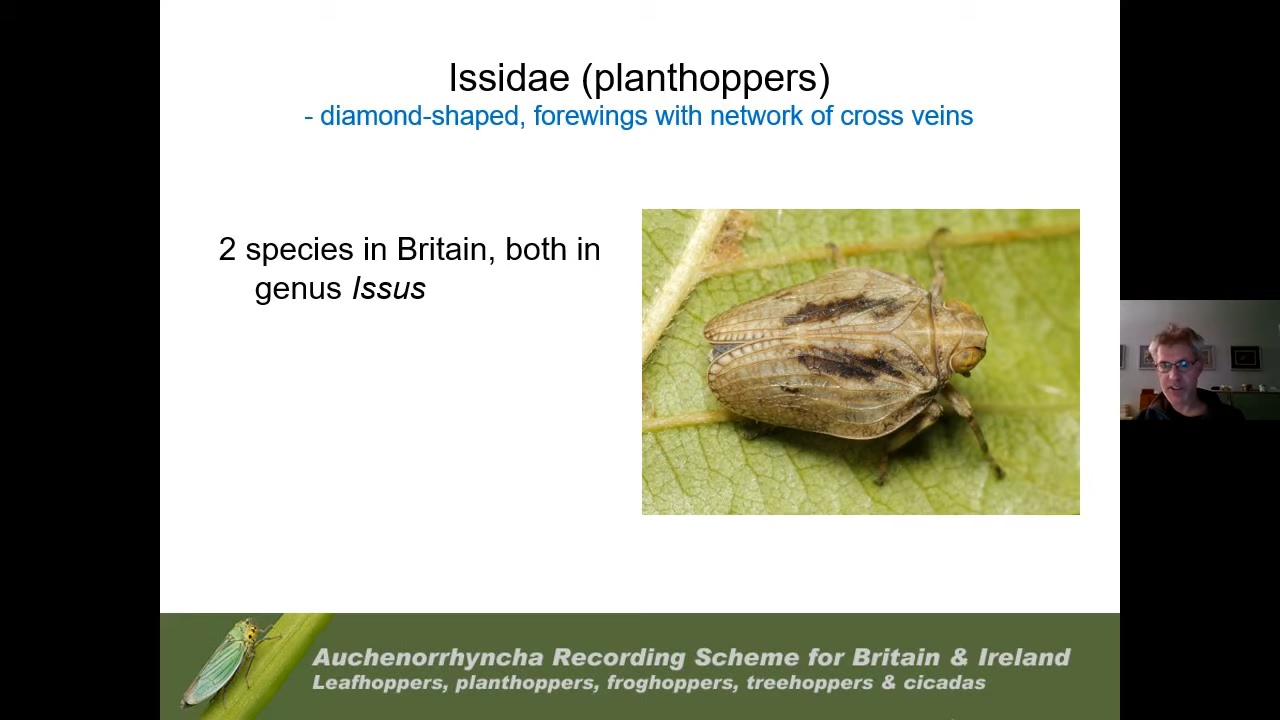 Issidae (planthoppers)
- diamond-shaped, forewings with network of cross veins
2 species in Britain, both in
genus Issus
Auchenorrhyncha Recording Scheme for Britain & Ireland
Leafhoppers, planthoppers, froghoppers, treehoppers & cicadas